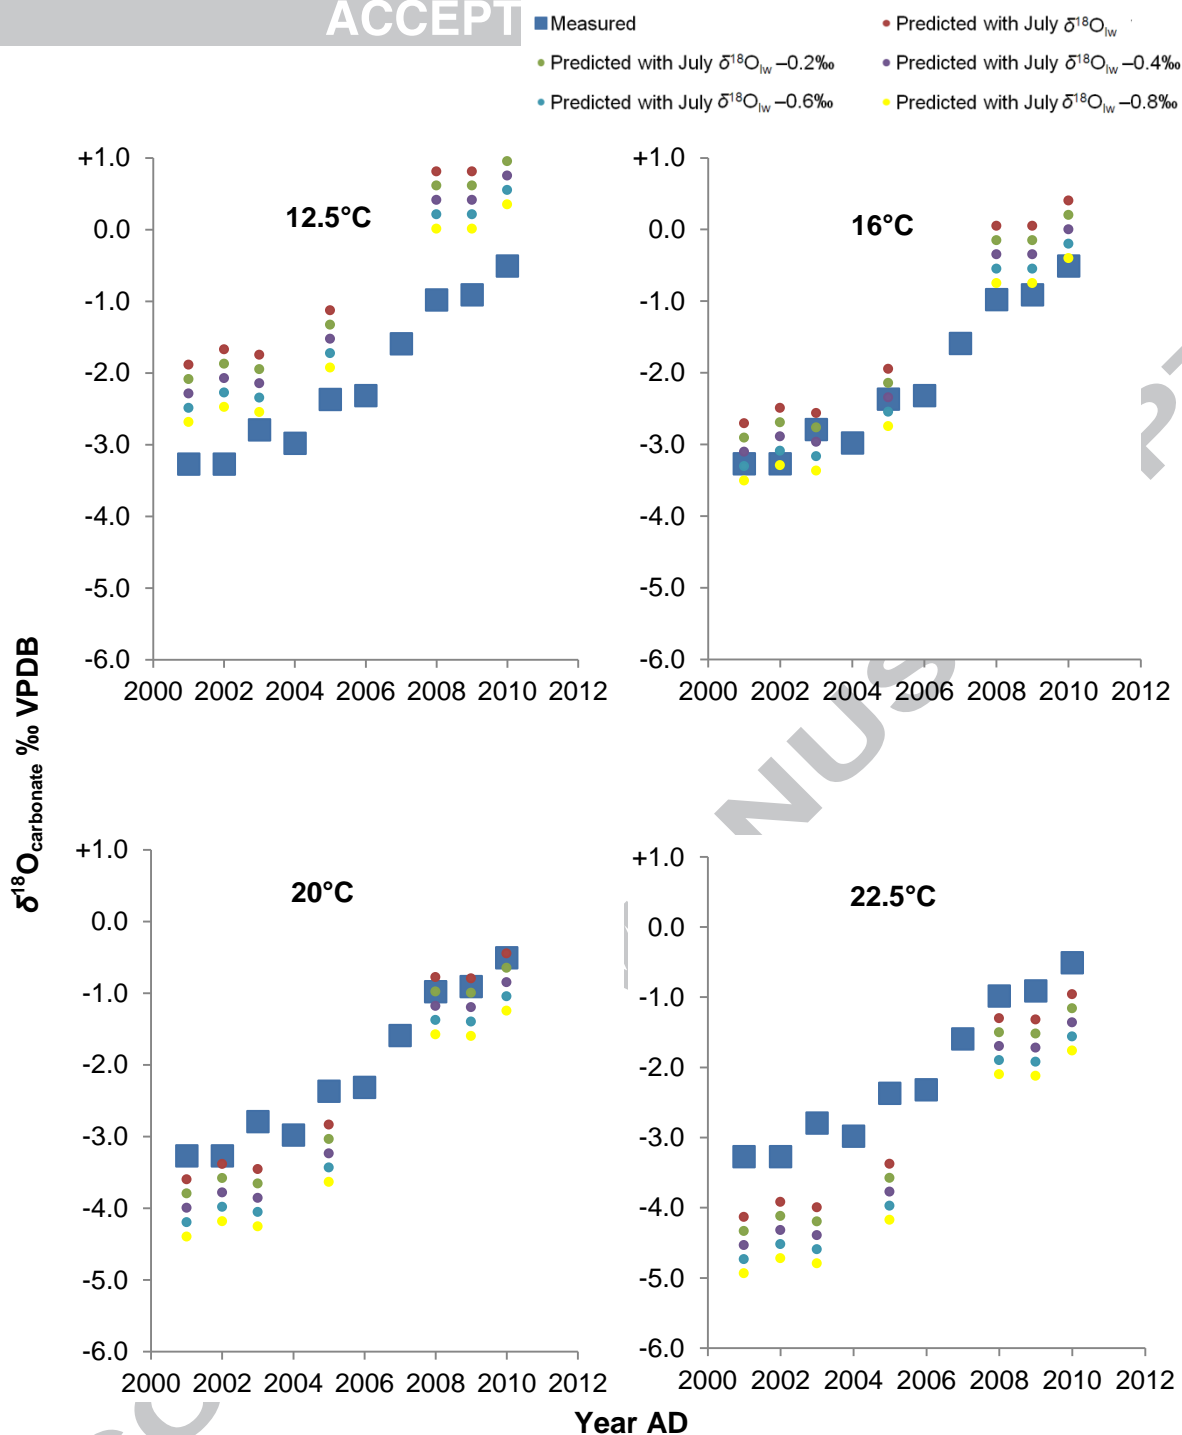 ACCEPT
Measured
Predicted with July δ¹⁸Olw
Predicted with July δ¹⁸Olw –0.2‰
Predicted with July δ¹⁸Olw –0.4‰
Predicted with July δ¹⁸Olw –0.6‰
Predicted with July δ¹⁸Olw –0.8‰
12.5°C
+1.0
0.0
-1.0
-2.0
-3.0
-4.0
-5.0
-6.0
2000 2002 2004 2006 2008 2010 2012
16°C
+1.0
0.0
-1.0
-2.0
-3.0
-4.0
-5.0
-6.0
2000 2002 2004 2006 2008 2010 2012
δ¹⁸Ocarbonate ‰ VPDB
NUS
20°C
+1.0
0.0
-1.0
-2.0
-3.0
-4.0
-5.0
-6.0
2000 2002 2004 2006 2008 2010 2012
22.5°C
+1.0
0.0
-1.0
-2.0
-3.0
-4.0
-5.0
-6.0
2000 2002 2004 2006 2008 2010 2012
Year AD